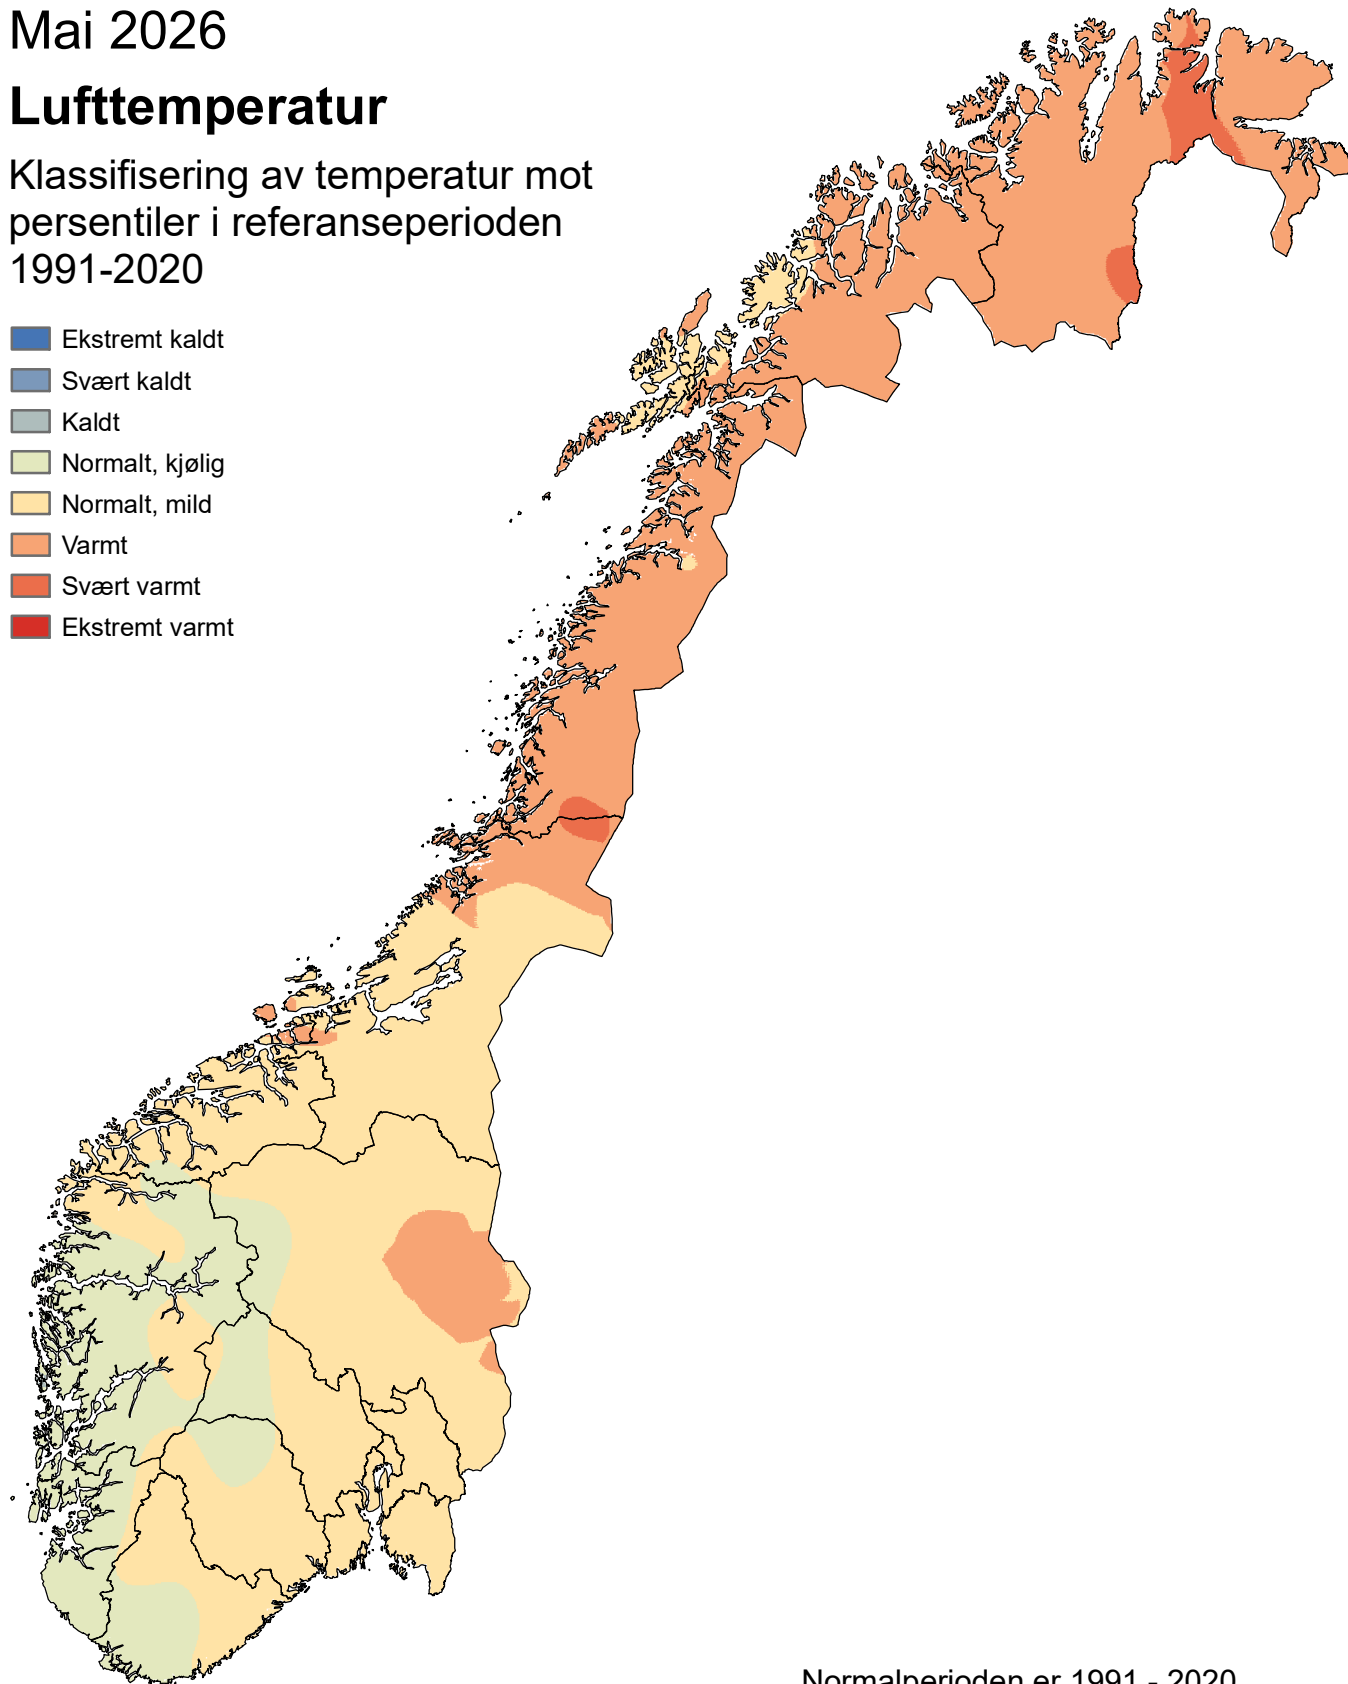 Mai 2026
Lufttemperatur
Klassifisering av temperatur mot
persentiler i referanseperioden
1991-2020
Ekstremt kaldt
Svært kaldt
Kaldt
Normalt, kjølig
Normalt, mild
Varmt
Svært varmt
Ekstremt varmt
Normalperioden er 1991 - 2020